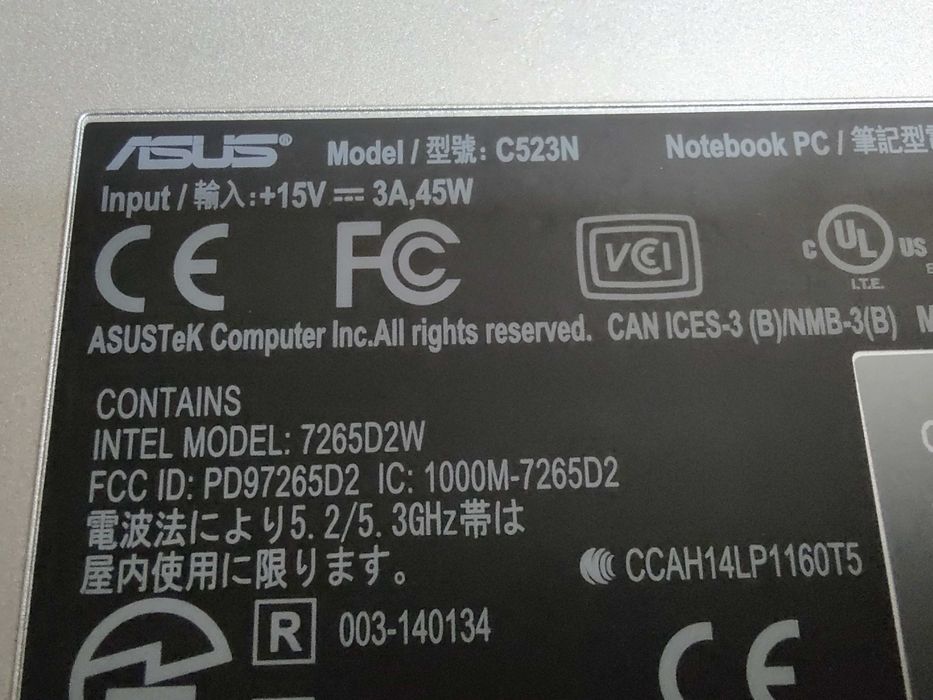 ASUS® Model / 型號: C523N Notebook PC / 筆記型電
Input / 輸入:+15V ⎓ 3A,45W
CE FC VCCI C UL US
I.T.E.
ASUSTeK Computer Inc.All rights reserved. CAN ICES-3 (B)/NMB-3(B) M
CONTAINS
INTEL MODEL: 7265D2W
FCC ID: PD97265D2 IC: 1000M-7265D2
電波法により5.2/5.3GHz帯は
屋内使用に限ります。
CCAH14LP1160T5
R 003-140134
CE